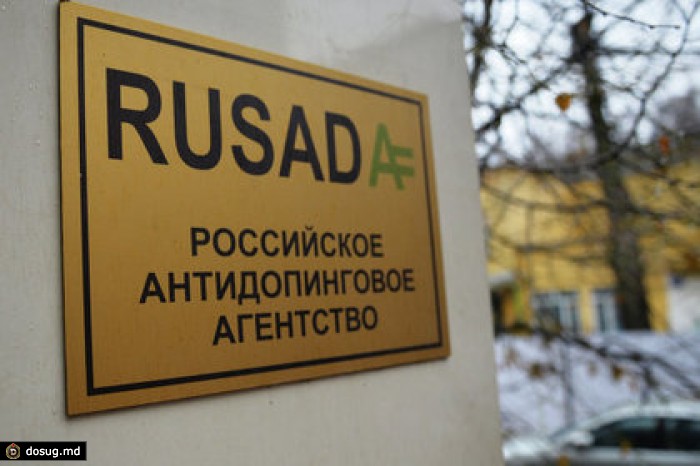 RUSADA
РОССИЙСКОЕ
АНТИДОПИНГОВОЕ
АГЕНТСТВО
dosug.md